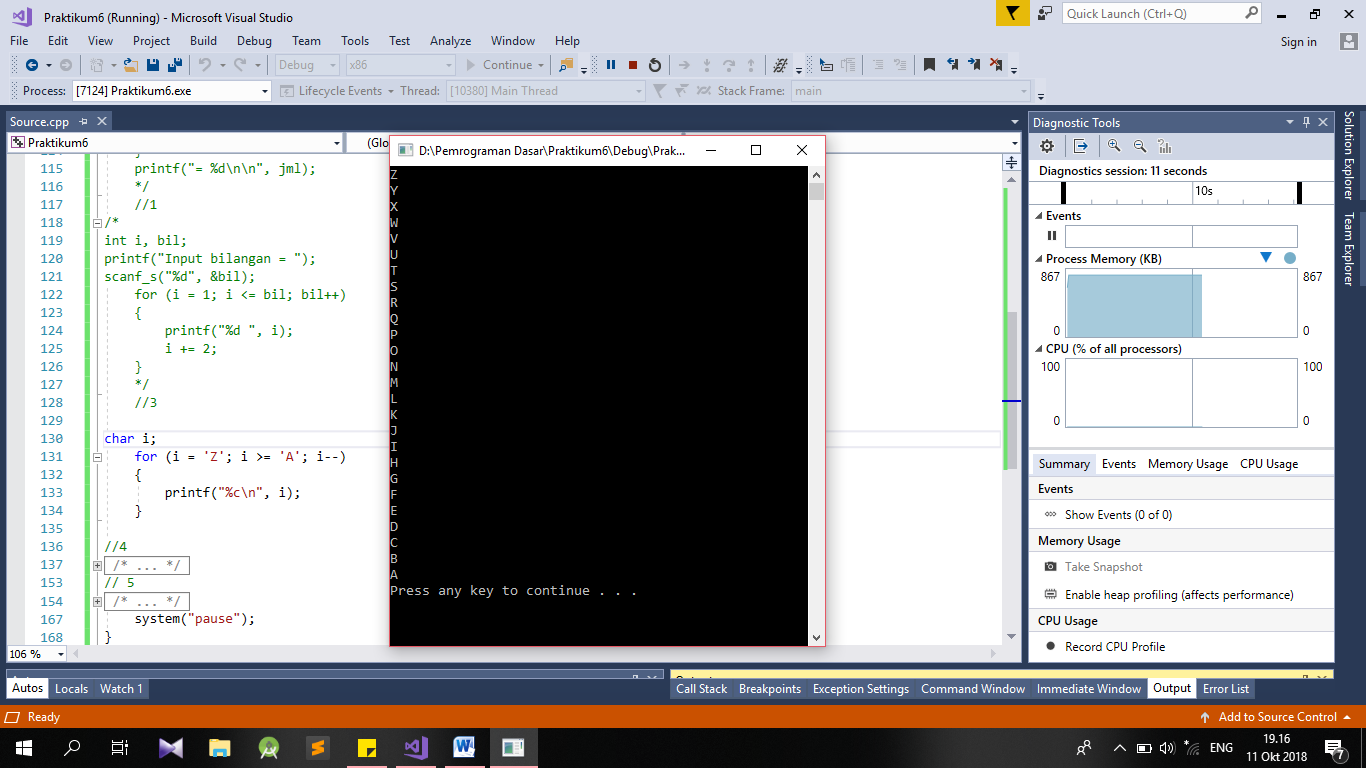 Praktikum6 (Running) - Microsoft Visual Studio
Quick Launch (Ctrl+Q)
File Edit View Project Build Debug Team Tools Test Analyze Window Help
Sign in
Debug x86 Continue
Process: [7124] Praktikum6.exe Lifecycle Events Thread: [10380] Main Thread Stack Frame: main
Source.cpp
Praktikum6 (Glo
115 printf("= %d\n\n", jml);
116 */
117 //1
118 /*
119 int i, bil;
120 printf("Input bilangan = ");
121 scanf_s("%d", &bil);
122 for (i = 1; i <= bil; bil++)
123 {
124 printf("%d ", i);
125 i += 2;
126 }
127 */
128 //3
129
130 char i;
131 for (i = 'Z'; i >= 'A'; i--)
132 {
133 printf("%c\n", i);
134 }
135
136 //4
137 /* ... */
153 // 5
154 /* ... */
167 system("pause");
168 }
106 %
D:\Pemrograman Dasar\Praktikum6\Debug\Prak...
Z
Y
X
W
V
U
T
S
R
Q
P
O
N
M
L
K
J
I
H
G
F
E
D
C
B
A
Press any key to continue . . .
Diagnostic Tools
Diagnostics session: 11 seconds
10s
Events
Process Memory (KB)
867 867
0 0
CPU (% of all processors)
100 100
0 0
Summary Events Memory Usage CPU Usage
Events
Show Events (0 of 0)
Memory Usage
Take Snapshot
Enable heap profiling (affects performance)
CPU Usage
Record CPU Profile
Solution Explorer
Team Explorer
Autos Locals Watch 1
Call Stack Breakpoints Exception Settings Command Window Immediate Window Output Error List
Ready
Add to Source Control
ENG
19.16
11 Okt 2018
7